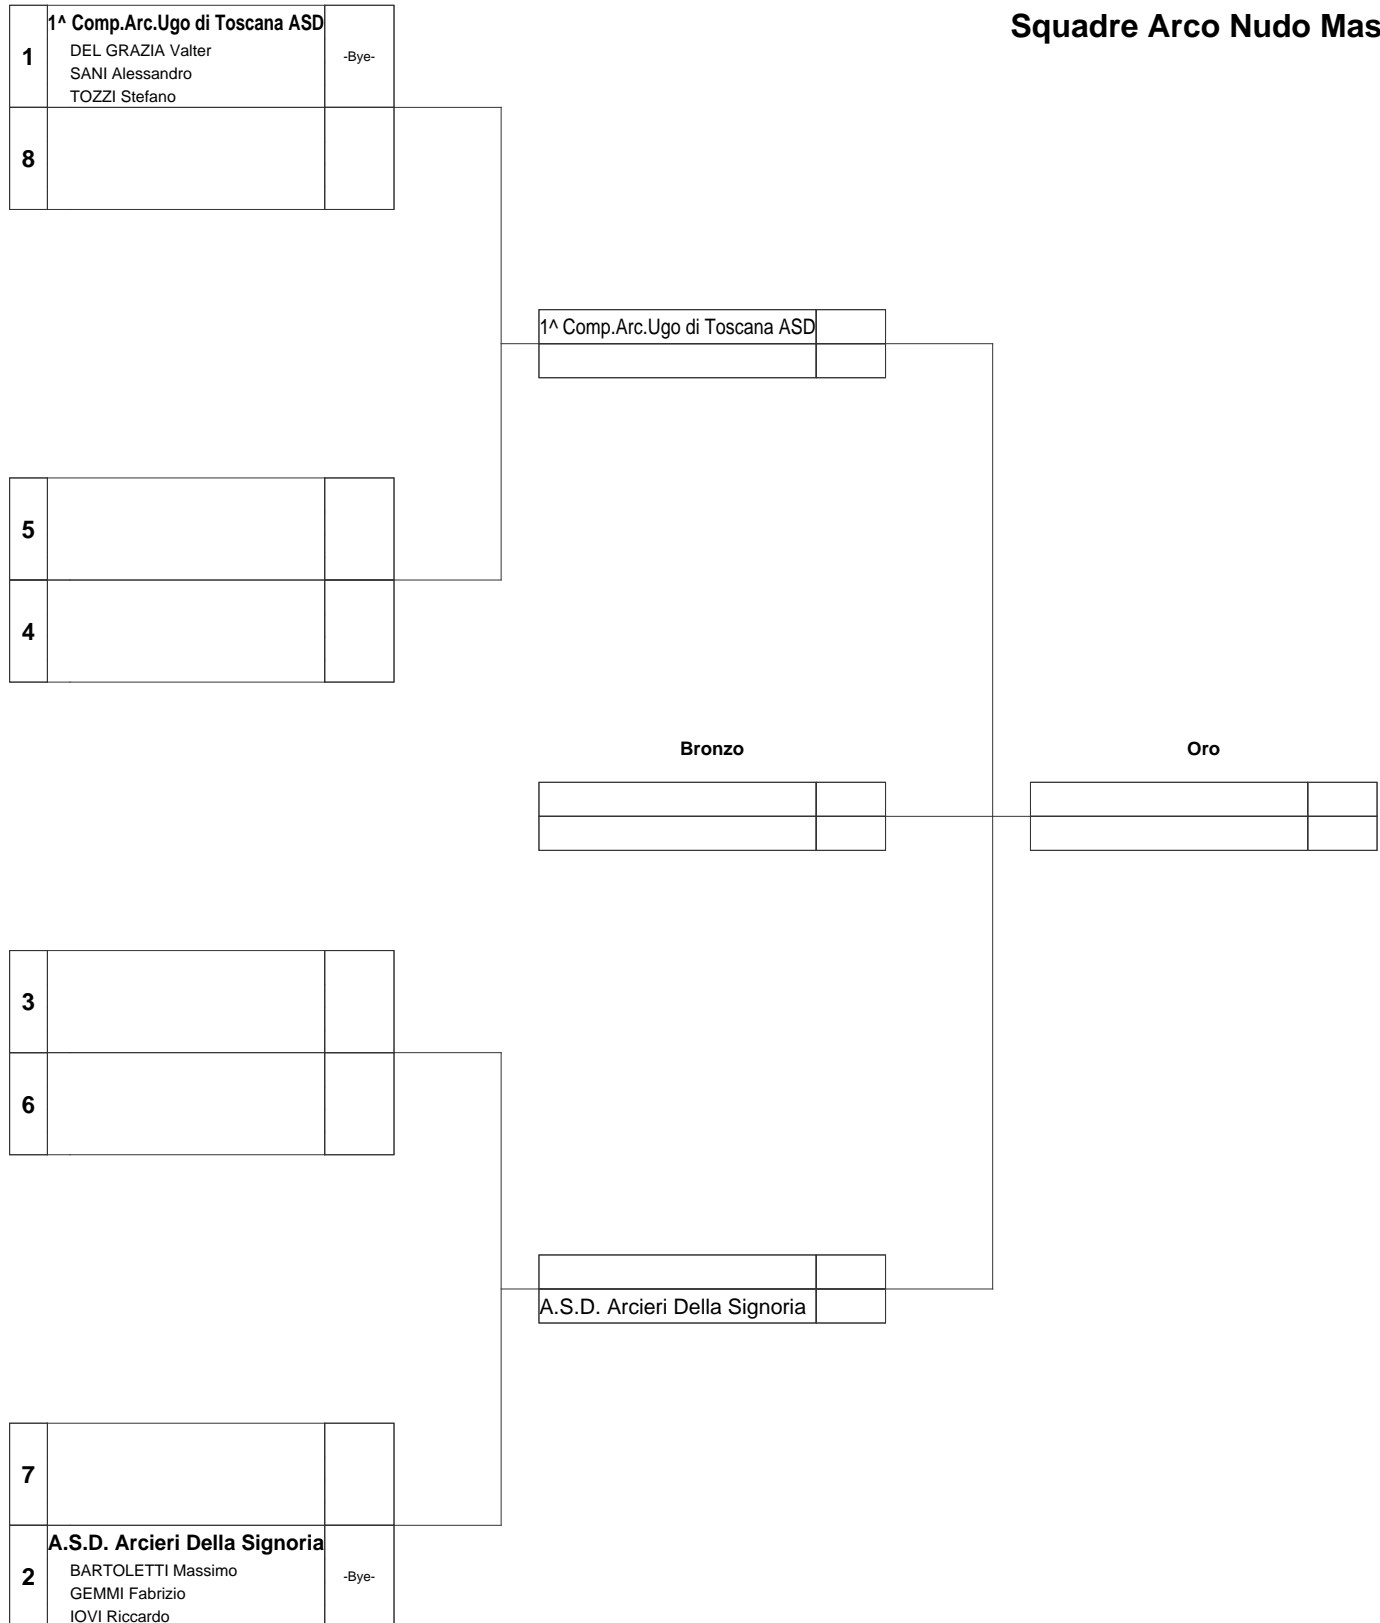 Squadre Arco Nudo Mas
1^ Comp.Arc.Ugo di Toscana ASD
1
DEL GRAZIA Valter
SANI Alessandro
TOZZI Stefano
-Bye-
8
1^ Comp.Arc.Ugo di Toscana ASD
5
4
Bronzo
Oro
3
6
A.S.D. Arcieri Della Signoria
7
A.S.D. Arcieri Della Signoria
2
BARTOLETTI Massimo
GEMMI Fabrizio
IOVI Riccardo
-Bye-